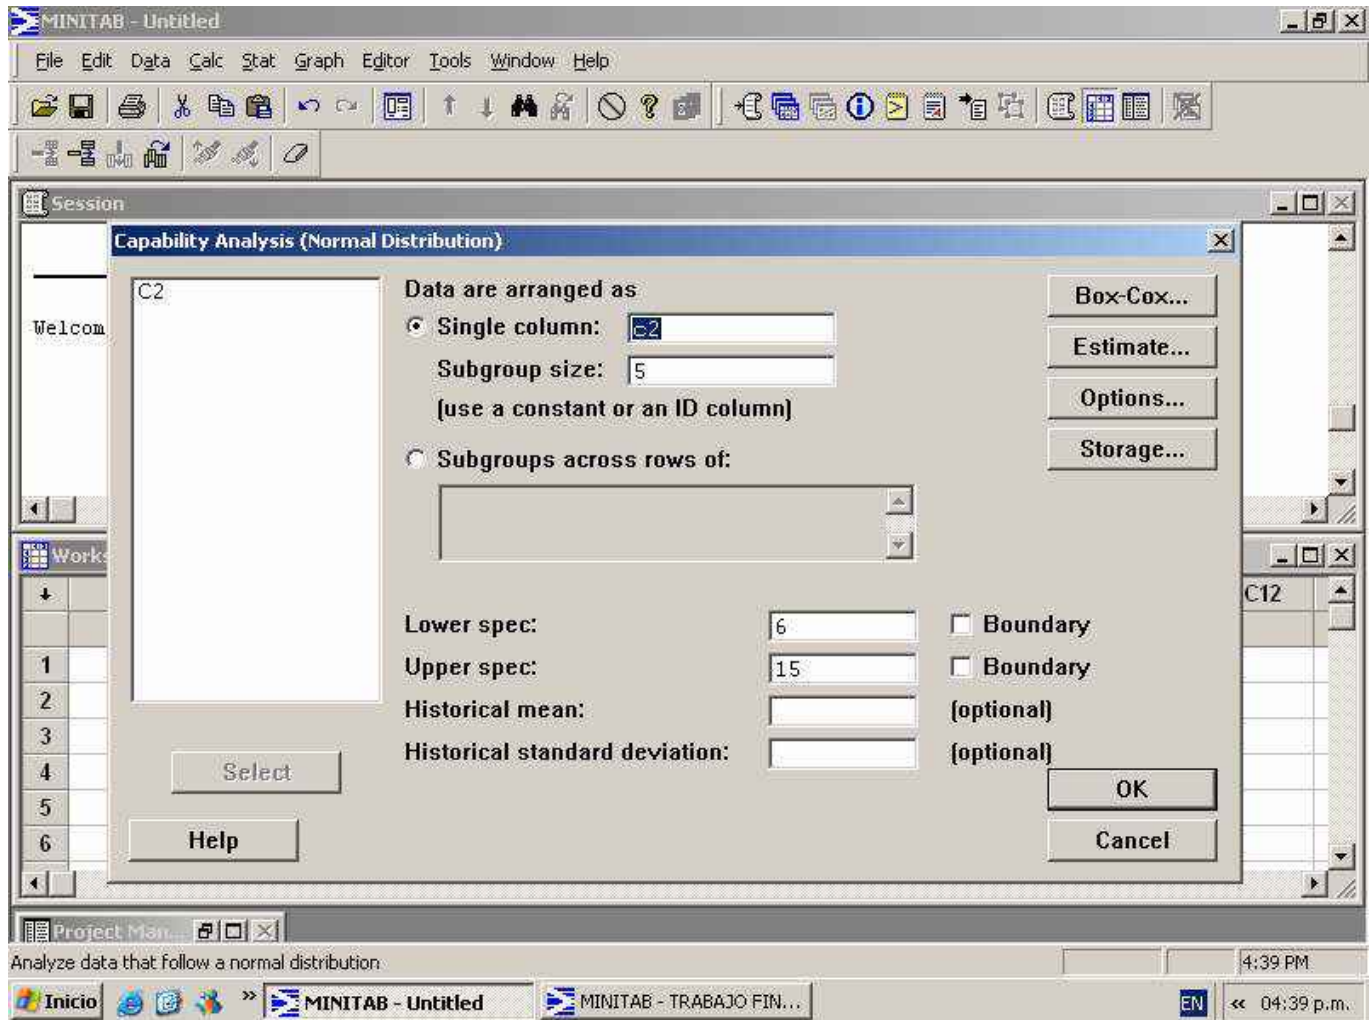 MINITAB - Untitled
File Edit Data Calc Stat Graph Editor Tools Window Help
Session
Capability Analysis (Normal Distribution)
Welcom
C2
Data are arranged as
Single column: c2
Subgroup size: 5
(use a constant or an ID column)
Subgroups across rows of:
Box-Cox...
Estimate...
Options...
Storage...
Works
C12
1
2
3
4
5
6
Lower spec: 6 Boundary
Upper spec: 15 Boundary
Historical mean: (optional)
Historical standard deviation: (optional)
Select
Help
OK
Cancel
Project Man...
Analyze data that follow a normal distribution 4:39 PM
Inicio » MINITAB - Untitled MINITAB - TRABAJO FIN... EN « 04:39 p.m.